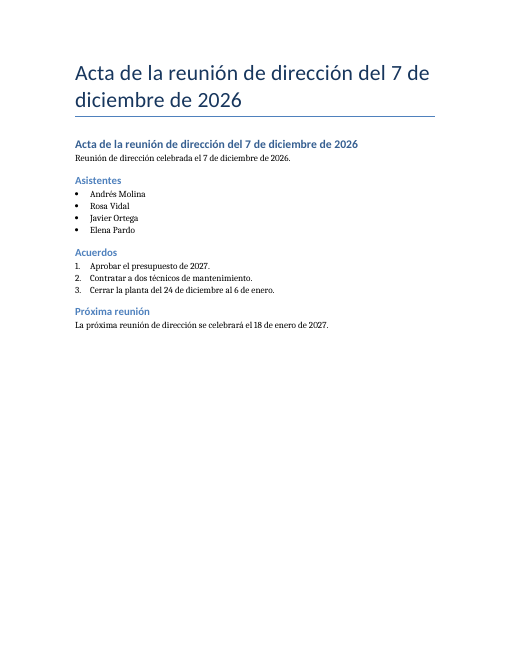 Acta de la reunión de dirección del 7 de
diciembre de 2026
Acta de la reunión de dirección del 7 de diciembre de 2026
Reunión de dirección celebrada el 7 de diciembre de 2026.
Asistentes
• Andrés Molina
• Rosa Vidal
• Javier Ortega
• Elena Pardo
Acuerdos
1. Aprobar el presupuesto de 2027.
2. Contratar a dos técnicos de mantenimiento.
3. Cerrar la planta del 24 de diciembre al 6 de enero.
Próxima reunión
La próxima reunión de dirección se celebrará el 18 de enero de 2027.